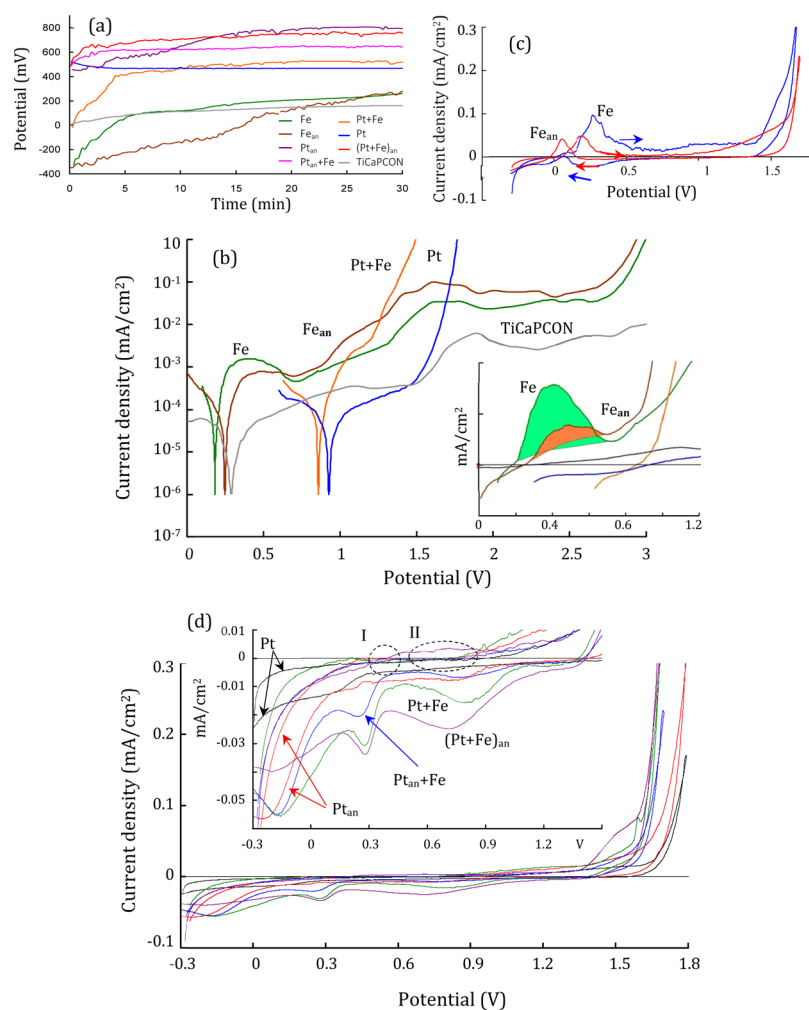 (a)
Potential (mV)
800
600
400
200
0
-200
-400
Fe
Fean
Ptan
Ptan+Fe
Pt+Fe
Pt
(Pt+Fe)an
TiCaPCON
0
5
10
15
20
25
30
Time (min)
(c)
Current density (mA/cm²)
0.3
0.2
0.1
0
-0.1
Fe
Fean
0
0.5
1
1.5
Potential (V)
(b)
Current density (mA/cm²)
10
10-1
10-2
10-3
10-4
10-5
10-6
10-7
Fe
Fean
Pt+Fe
Pt
TiCaPCON
0
0.5
1
1.5
2
2.5
3
Potential (V)
mA/cm²
Fe
Fean
0
0.4
0.6
1.2
(d)
Current density (mA/cm²)
0.3
0.2
0.1
0
-0.1
-0.3
0
0.3
0.6
0.9
1.2
1.5
1.8
Potential (V)
mA/cm²
0.01
0
-0.01
-0.03
-0.05
Pt
I
II
Pt+Fe
(Pt+Fe)an
Ptan+Fe
Ptan
-0.3
0
0.3
0.6
0.9
1.2
V